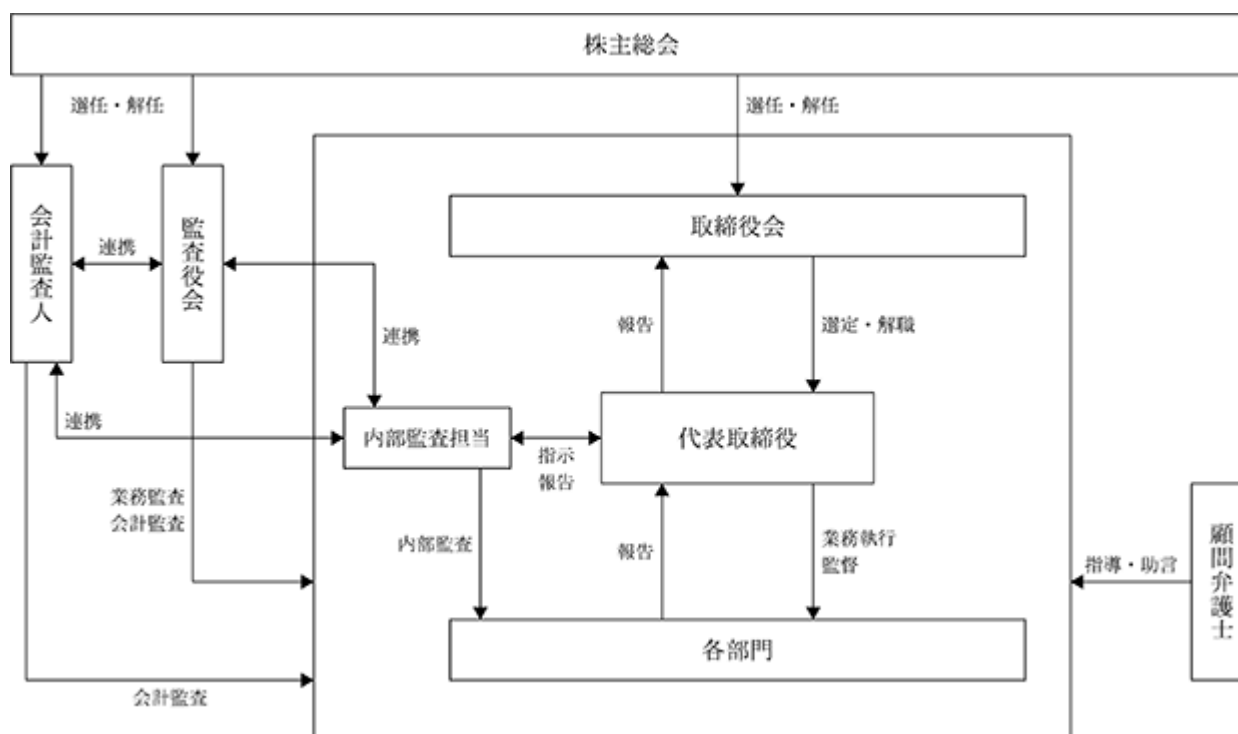 株主総会
選任・解任
選任・解任
会計監査人
連携
監査役会
取締役会
連携
報告
選定・解職
連携
内部監査担当
指示
報告
代表取締役
業務監査
会計監査
内部監査
報告
業務執行
監督
指導・助言
顧問弁護士
各部門
会計監査